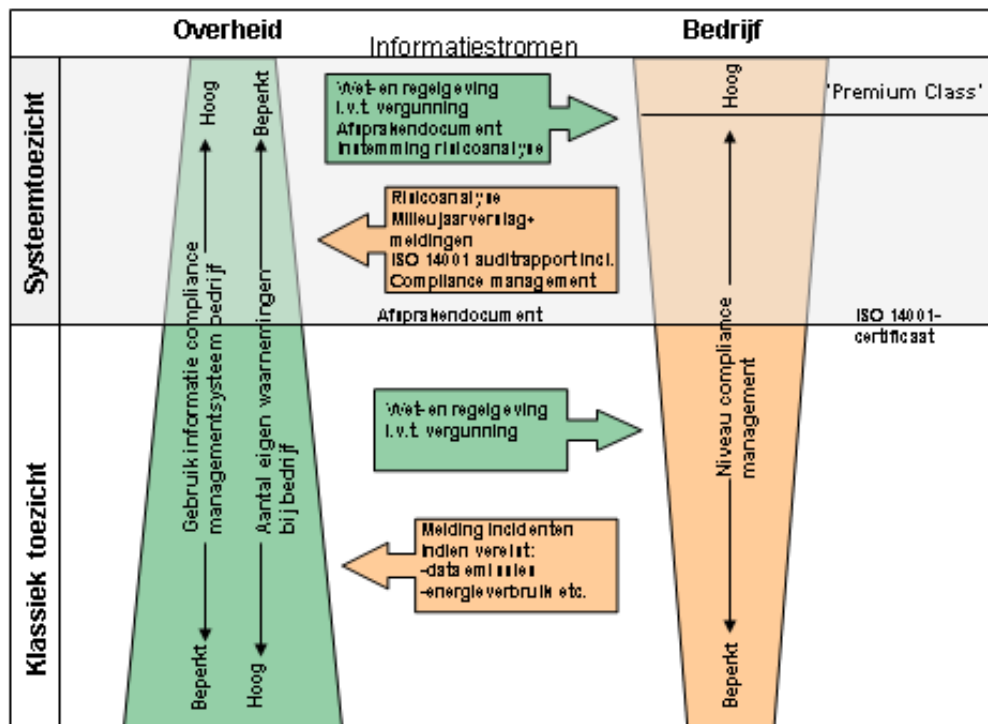 Overheid
Informatiestromen
Bedrijf
Systeemtoezicht
Hoog
Beperkt
Wet- en regelgeving
i.v.t. vergunning
Afsprakendocument
Instemming risicoanalyse
Hoog
'Premium Class'
Risicoanalyse
Milieujaarverslag+
meldingen
ISO 14001 auditrapport incl.
Compliance management
Afsprakendocument
ISO 14001-
certificaat
Gebruik informatie compliance
managementsysteem bedrijf
Aantal eigen waarnemingen
bij bedrijf
Niveau compliance
management
Klassiek toezicht
Wet- en regelgeving
i.v.t. vergunning
Melding incidenten
Indien vereist:
-data emissies
-energieverbruik etc.
Beperkt
Hoog
Beperkt